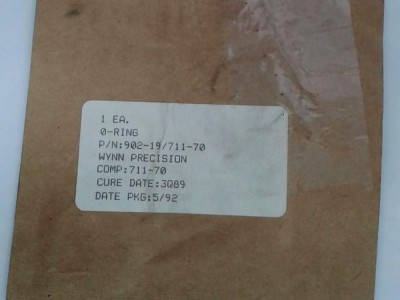 1 EA.
O-RING
P/N:902-19/711-70
WYNN PRECISION
COMP:711-70
CURE DATE:3Q89
DATE PKG:5/92